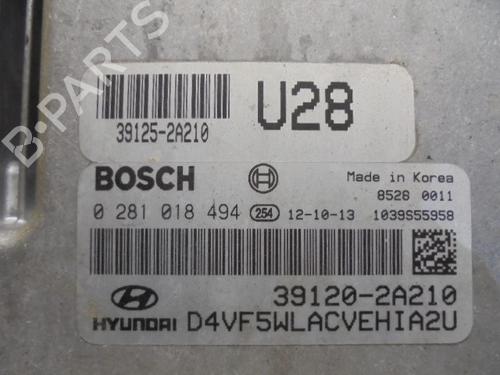 39125-2A210
U28
BOSCH
Made in Korea
8526 0011
0 281 018 494 254 12-10-13 1039S55958
39120-2A210
HYUNDAI D4VF5WLACVEHIA2U
B-PARTS